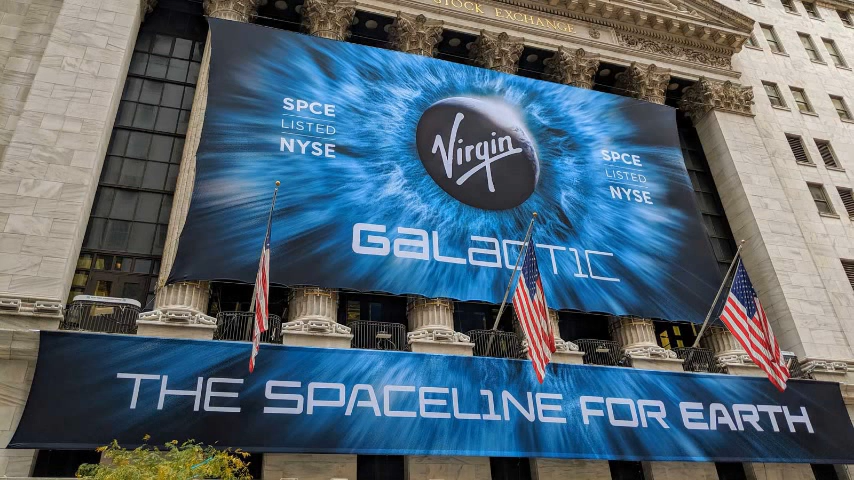 STOCK EXCHANGE
SPCE
LISTED
NYSE
Virgin
GALACTIC
SPCE
LISTED
NYSE
THE SPACELINE FOR EARTH